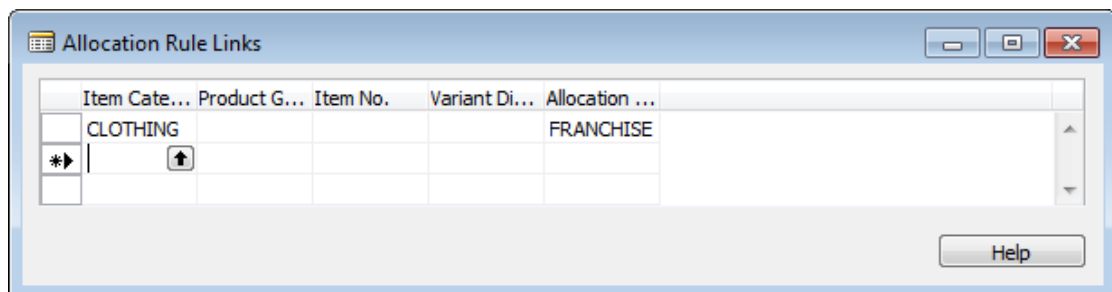 Allocation Rule Links
Item Cate... Product G... Item No. Variant Di... Allocation ...
CLOTHING FRANCHISE
Help